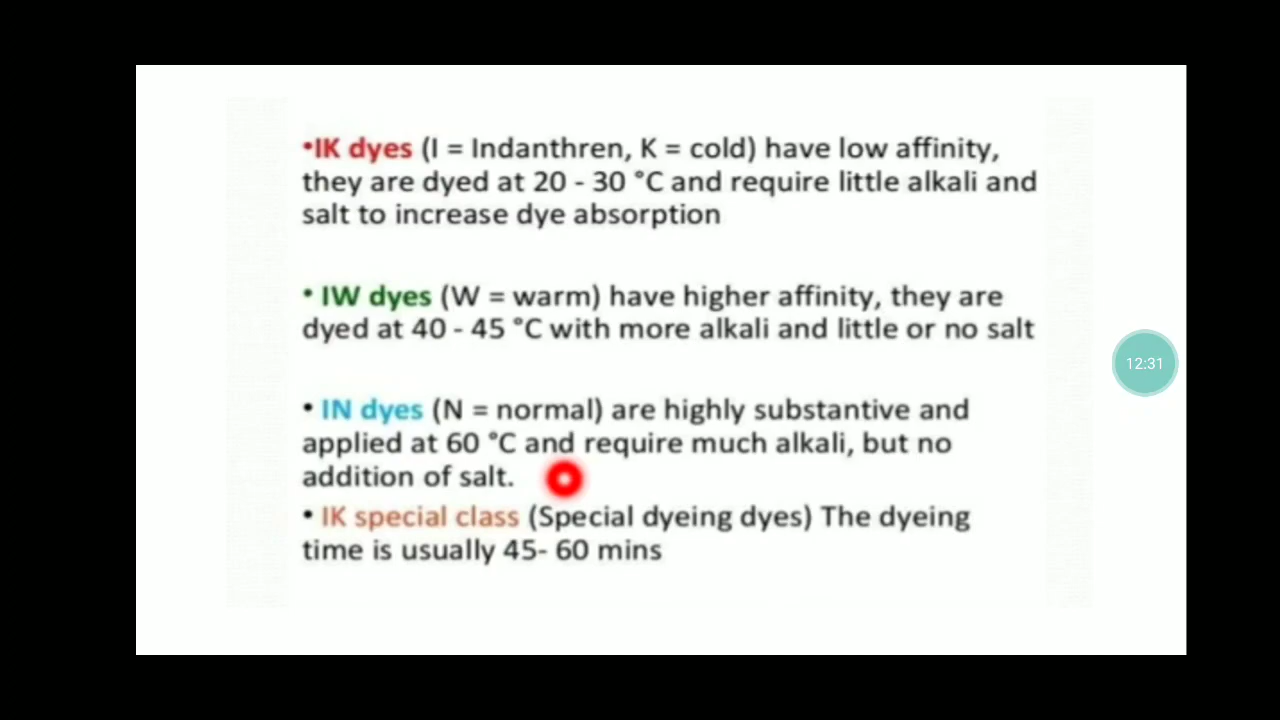 •IK dyes (I = Indanthren, K = cold) have low affinity,
they are dyed at 20 - 30 °C and require little alkali and
salt to increase dye absorption
• IW dyes (W = warm) have higher affinity, they are
dyed at 40 - 45 °C with more alkali and little or no salt
12:31
• IN dyes (N = normal) are highly substantive and
applied at 60 °C and require much alkali, but no
addition of salt.
• IK special class (Special dyeing dyes) The dyeing
time is usually 45- 60 mins